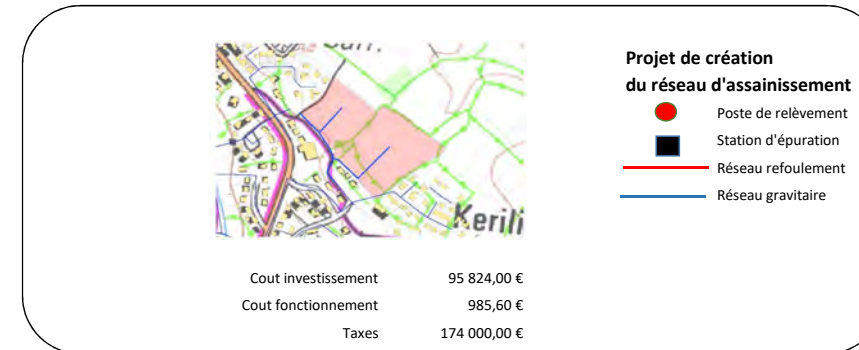 Kerili
Projet de création
du réseau d'assainissement
Poste de relèvement
Station d'épuration
Réseau refoulement
Réseau gravitaire
Cout investissement 95 824,00 €
Cout fonctionnement 985,60 €
Taxes 174 000,00 €